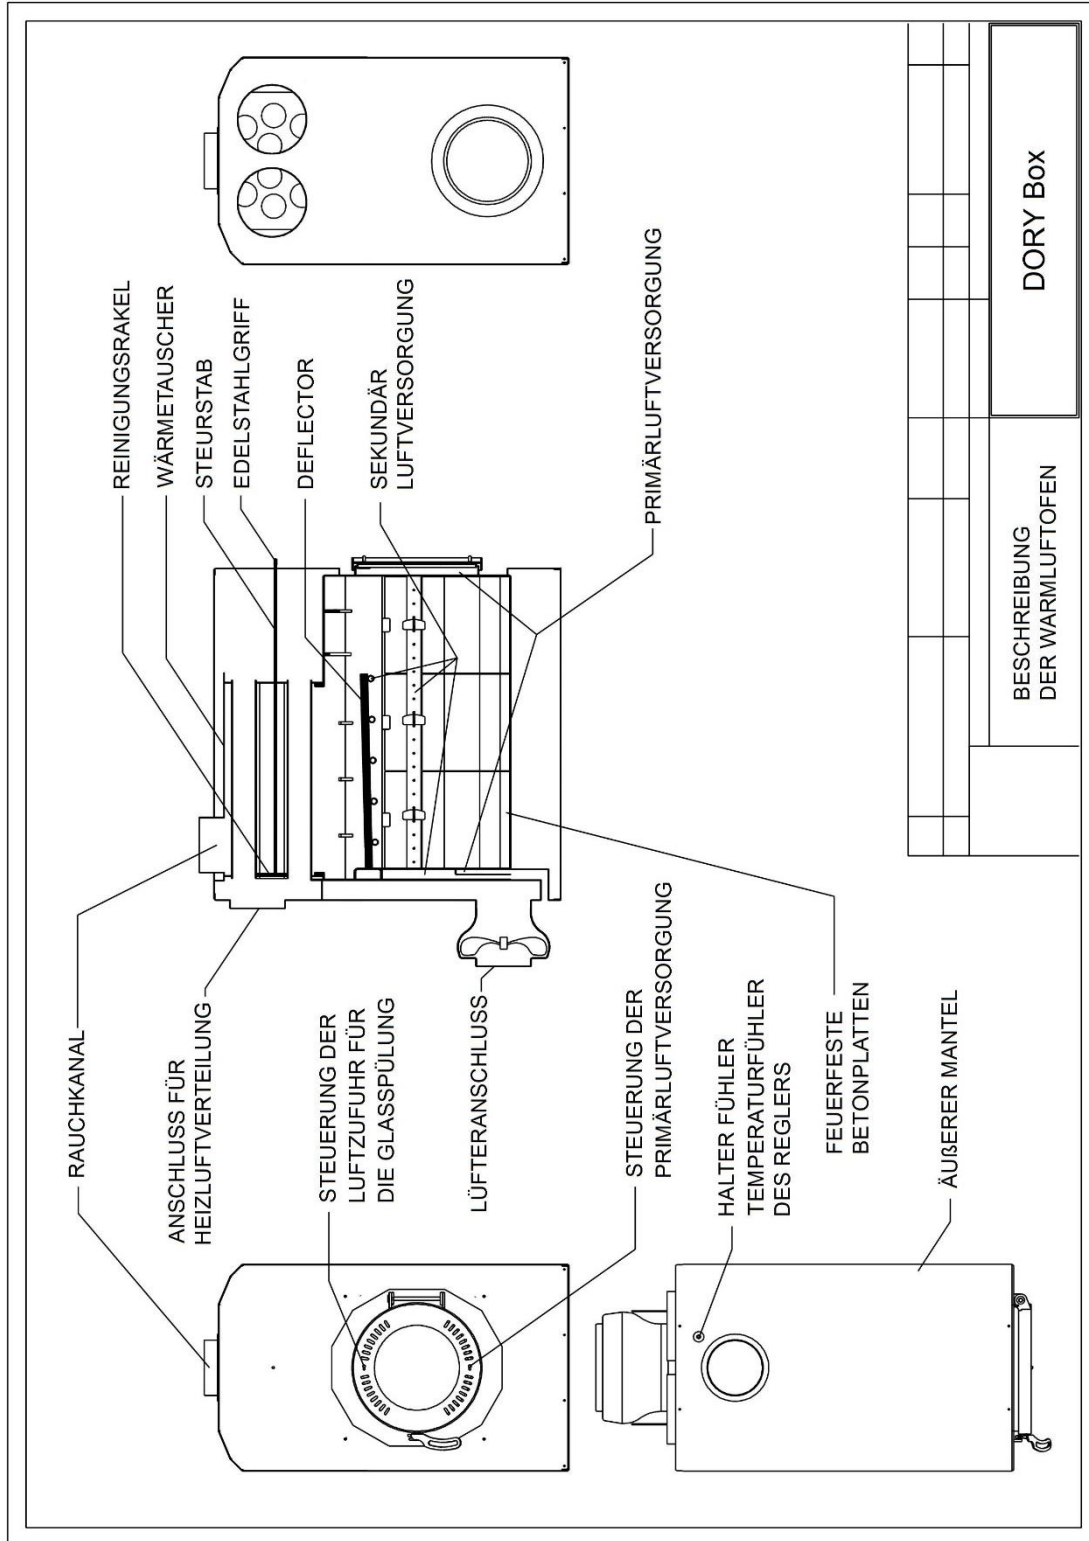 RAUCHKANAL
ANSCHLUSS FÜR
HEIZLUFTVERTEILUNG
STEUERUNG DER
LUFTZUFUHR FÜR
DIE GLASSPÜLUNG
LÜFTERANSCHLUSS
STEUERUNG DER
PRIMÄRLUFTVERSORGUNG
HALTER FÜHLER
TEMPERATURFÜHLER
DES REGLERS
FEUERFESTE
BETONPLATTEN
ÄUßERER MANTEL
REINIGUNGSRAKEL
WÄRMETAUSCHER
STEURSTAB
EDELSTAHLGRIFF
DEFLECTOR
SEKUNDÄR
LUFTVERSORGUNG
PRIMÄRLUFTVERSORGUNG
BESCHREIBUNG
DER WARMLUFTOFEN
DORY Box